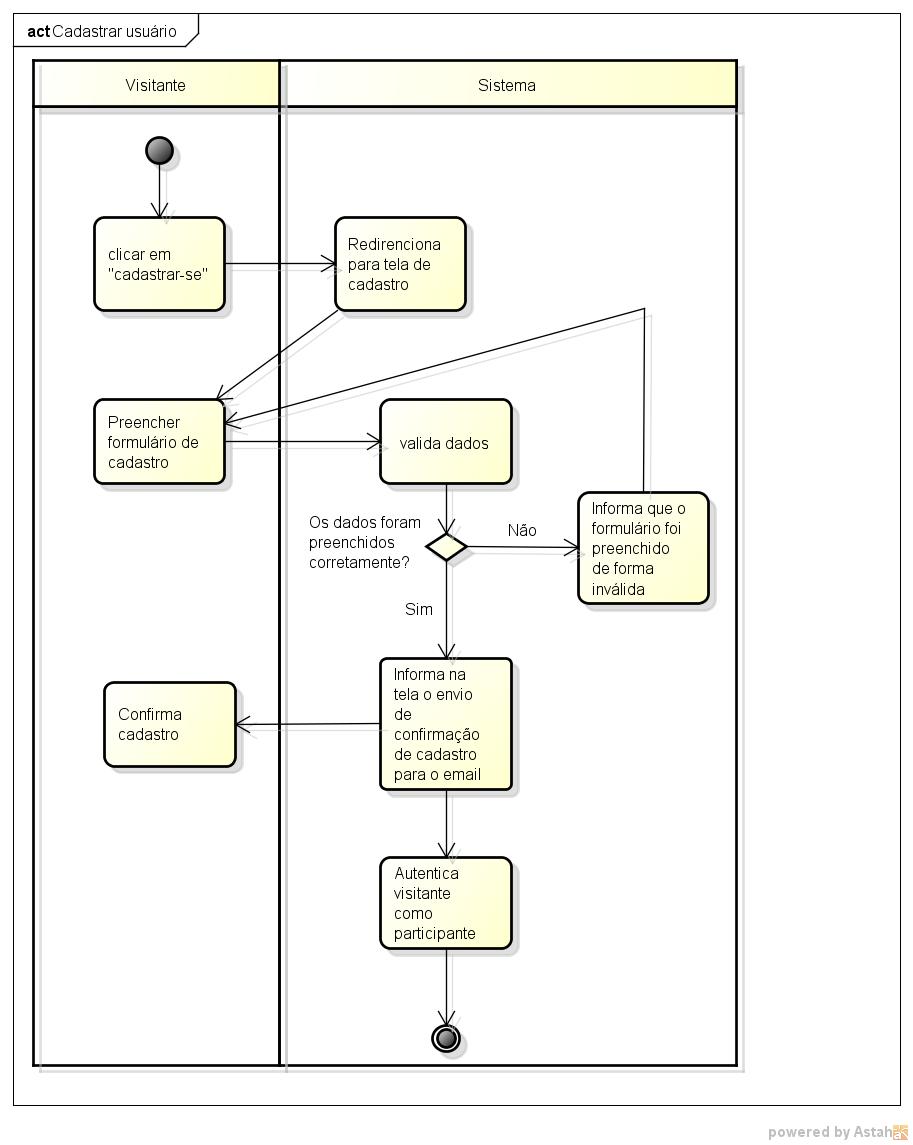 act Cadastrar usuário
Visitante
Sistema
clicar em
"cadastrar-se"
Redirenciona
para tela de
cadastro
Preencher
formulário de
cadastro
valida dados
Os dados foram
preenchidos
corretamente?
Não
Informa que o
formulário foi
preenchido
de forma
inválida
Sim
Informa na
tela o envio
de
confirmação
de cadastro
para o email
Confirma
cadastro
Autentica
visitante
como
participante
powered by Astah